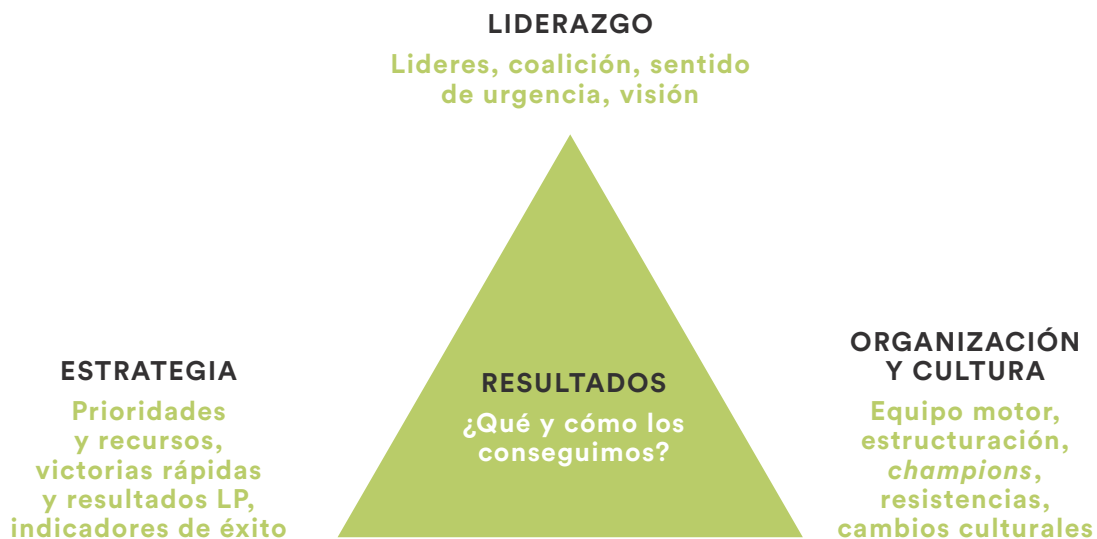 LIDERAZGO
Lideres, coalición, sentido
de urgencia, visión
ESTRATEGIA
Prioridades
y recursos,
victorias rápidas
y resultados LP,
indicadores de éxito
RESULTADOS
¿Qué y cómo los
conseguimos?
ORGANIZACIÓN
Y CULTURA
Equipo motor,
estructuración,
champions,
resistencias,
cambios culturales